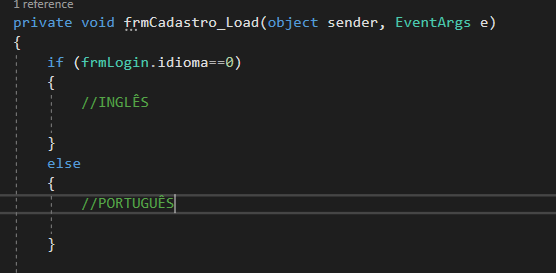 1 reference
private void frmCadastro_Load(object sender, EventArgs e)
{
if (frmLogin.idioma==0)
{
//INGLÊS
}
else
{
//PORTUGUÊS
}